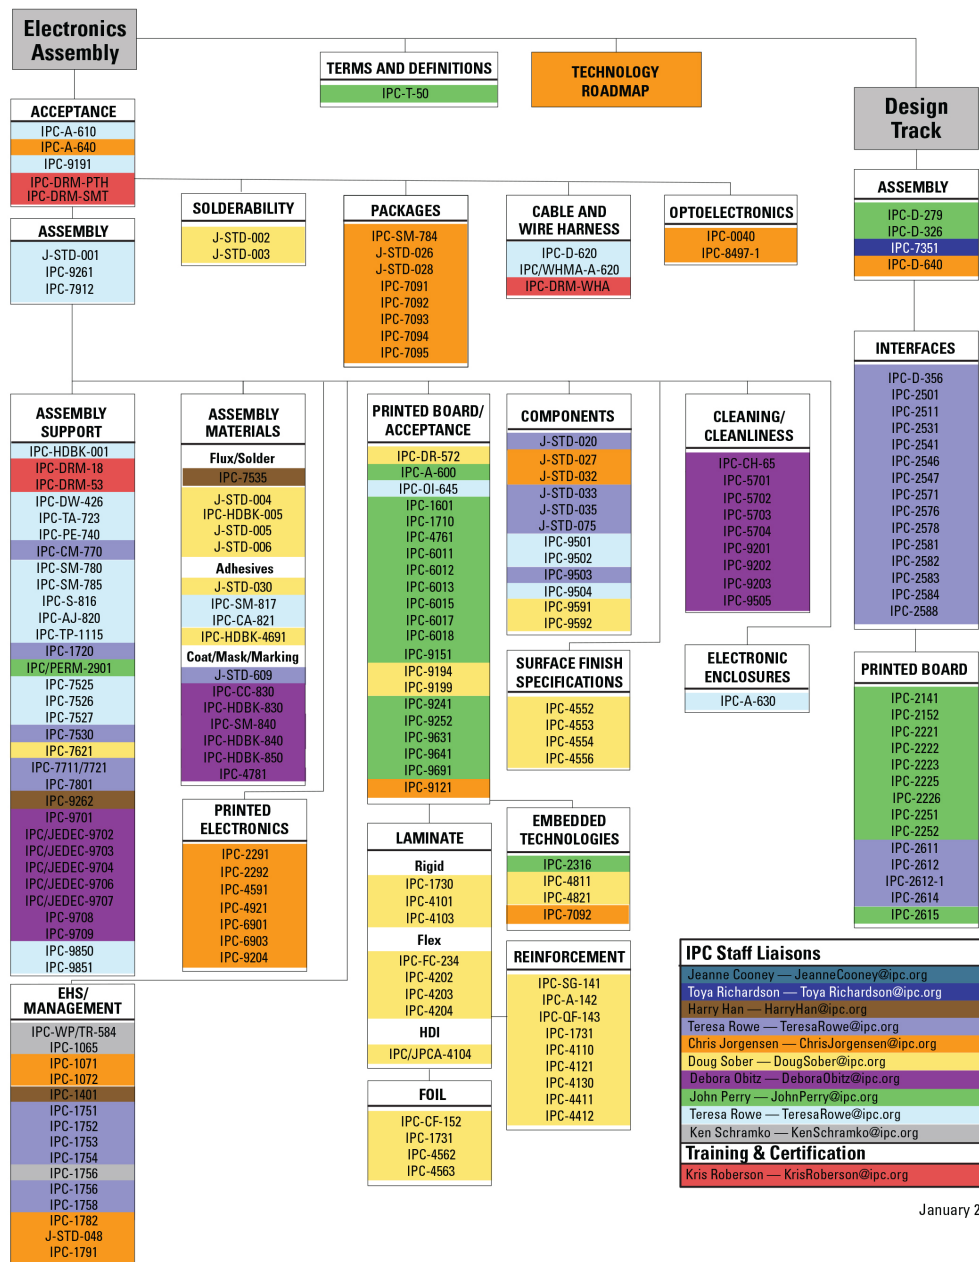 Electronics
Assembly
TERMS AND DEFINITIONS
IPC-T-50
TECHNOLOGY
ROADMAP
Design
Track
ACCEPTANCE
IPC-A-610
IPC-A-640
IPC-9191
IPC-DRM-PTH
IPC-DRM-SMT
ASSEMBLY
J-STD-001
IPC-9261
IPC-7912
SOLDERABILITY
J-STD-002
J-STD-003
PACKAGES
IPC-SM-784
J-STD-026
J-STD-028
IPC-7091
IPC-7092
IPC-7093
IPC-7094
IPC-7095
CABLE AND
WIRE HARNESS
IPC-D-620
IPC/WHMA-A-620
IPC-DRM-WHA
OPTOELECTRONICS
IPC-0040
IPC-8497-1
ASSEMBLY
IPC-D-279
IPC-D-326
IPC-7351
IPC-D-640
INTERFACES
IPC-D-356
IPC-2501
IPC-2511
IPC-2531
IPC-2541
IPC-2546
IPC-2547
IPC-2571
IPC-2576
IPC-2578
IPC-2581
IPC-2582
IPC-2583
IPC-2584
IPC-2588
ASSEMBLY
SUPPORT
IPC-HDBK-001
IPC-DRM-18
IPC-DRM-53
IPC-DW-426
IPC-TA-723
IPC-PE-740
IPC-CM-770
IPC-SM-780
IPC-SM-785
IPC-S-816
IPC-AJ-820
IPC-TP-1115
IPC-1720
IPC/PERM-2901
IPC-7525
IPC-7526
IPC-7527
IPC-7530
IPC-7621
IPC-7711/7721
IPC-7801
IPC-9262
IPC-9701
IPC/JEDEC-9702
IPC/JEDEC-9703
IPC/JEDEC-9704
IPC/JEDEC-9706
IPC/JEDEC-9707
IPC-9708
IPC-9709
IPC-9850
IPC-9851
ASSEMBLY
MATERIALS
Flux/Solder
IPC-7535
J-STD-004
IPC-HDBK-005
J-STD-005
J-STD-006
Adhesives
J-STD-030
IPC-SM-817
IPC-CA-821
IPC-HDBK-4691
Coat/Mask/Marking
J-STD-609
IPC-CC-830
IPC-HDBK-830
IPC-SM-840
IPC-HDBK-840
IPC-HDBK-850
IPC-4781
PRINTED BOARD/
ACCEPTANCE
IPC-DR-572
IPC-A-600
IPC-OI-645
IPC-1601
IPC-1710
IPC-4761
IPC-6011
IPC-6012
IPC-6013
IPC-6015
IPC-6017
IPC-6018
IPC-9151
IPC-9194
IPC-9199
IPC-9241
IPC-9252
IPC-9631
IPC-9641
IPC-9691
IPC-9121
COMPONENTS
J-STD-020
J-STD-027
J-STD-032
J-STD-033
J-STD-035
J-STD-075
IPC-9501
IPC-9502
IPC-9503
IPC-9504
IPC-9591
IPC-9592
CLEANING/
CLEANLINESS
IPC-CH-65
IPC-5701
IPC-5702
IPC-5703
IPC-5704
IPC-9201
IPC-9202
IPC-9203
IPC-9505
SURFACE FINISH
SPECIFICATIONS
IPC-4552
IPC-4553
IPC-4554
IPC-4556
ELECTRONIC
ENCLOSURES
IPC-A-630
PRINTED BOARD
IPC-2141
IPC-2152
IPC-2221
IPC-2222
IPC-2223
IPC-2225
IPC-2226
IPC-2251
IPC-2252
IPC-2611
IPC-2612
IPC-2612-1
IPC-2614
IPC-2615
PRINTED
ELECTRONICS
IPC-2291
IPC-2292
IPC-4591
IPC-4921
IPC-6901
IPC-6903
IPC-9204
LAMINATE
Rigid
IPC-1730
IPC-4101
IPC-4103
Flex
IPC-FC-234
IPC-4202
IPC-4203
IPC-4204
HDI
IPC/JPCA-4104
EMBEDDED
TECHNOLOGIES
IPC-2316
IPC-4811
IPC-4821
IPC-7092
REINFORCEMENT
IPC-SG-141
IPC-A-142
IPC-QF-143
IPC-1731
IPC-4110
IPC-4121
IPC-4130
IPC-4411
IPC-4412
FOIL
IPC-CF-152
IPC-1731
IPC-4562
IPC-4563
EHS/
MANAGEMENT
IPC-WP/TR-584
IPC-1065
IPC-1071
IPC-1072
IPC-1401
IPC-1751
IPC-1752
IPC-1753
IPC-1754
IPC-1756
IPC-1756
IPC-1758
IPC-1782
J-STD-048
IPC-1791
IPC Staff Liaisons
Jeanne Cooney — JeanneCooney@ipc.org
Toya Richardson — Toya Richardson@ipc.org
Harry Han — HarryHan@ipc.org
Teresa Rowe — TeresaRowe@ipc.org
Chris Jorgensen — ChrisJorgensen@ipc.org
Doug Sober — DougSober@ipc.org
Debora Obitz — DeboraObitz@ipc.org
John Perry — JohnPerry@ipc.org
Teresa Rowe — TeresaRowe@ipc.org
Ken Schramko — KenSchramko@ipc.org
Training & Certification
Kris Roberson — KrisRoberson@ipc.org
January 2